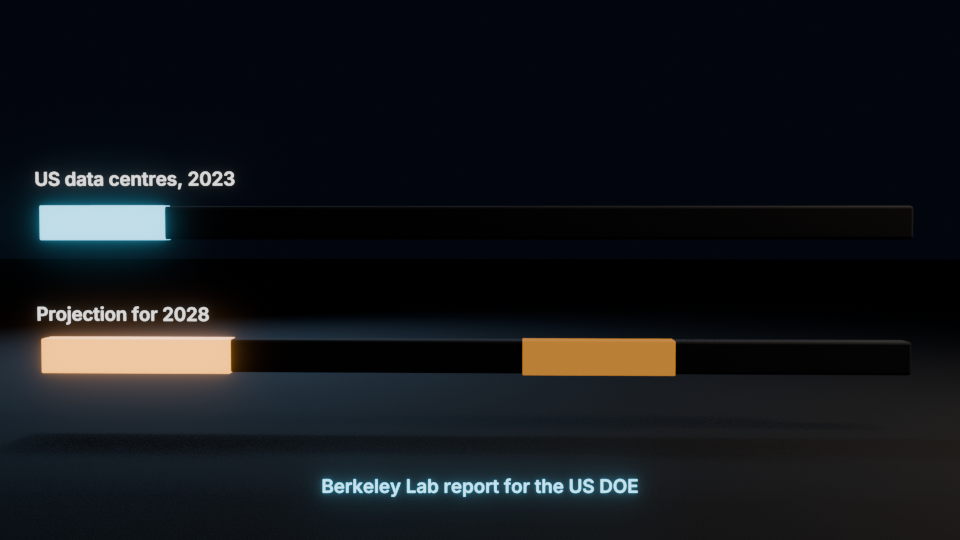 US data centres, 2023
Projection for 2028
Berkeley Lab report for the US DOE